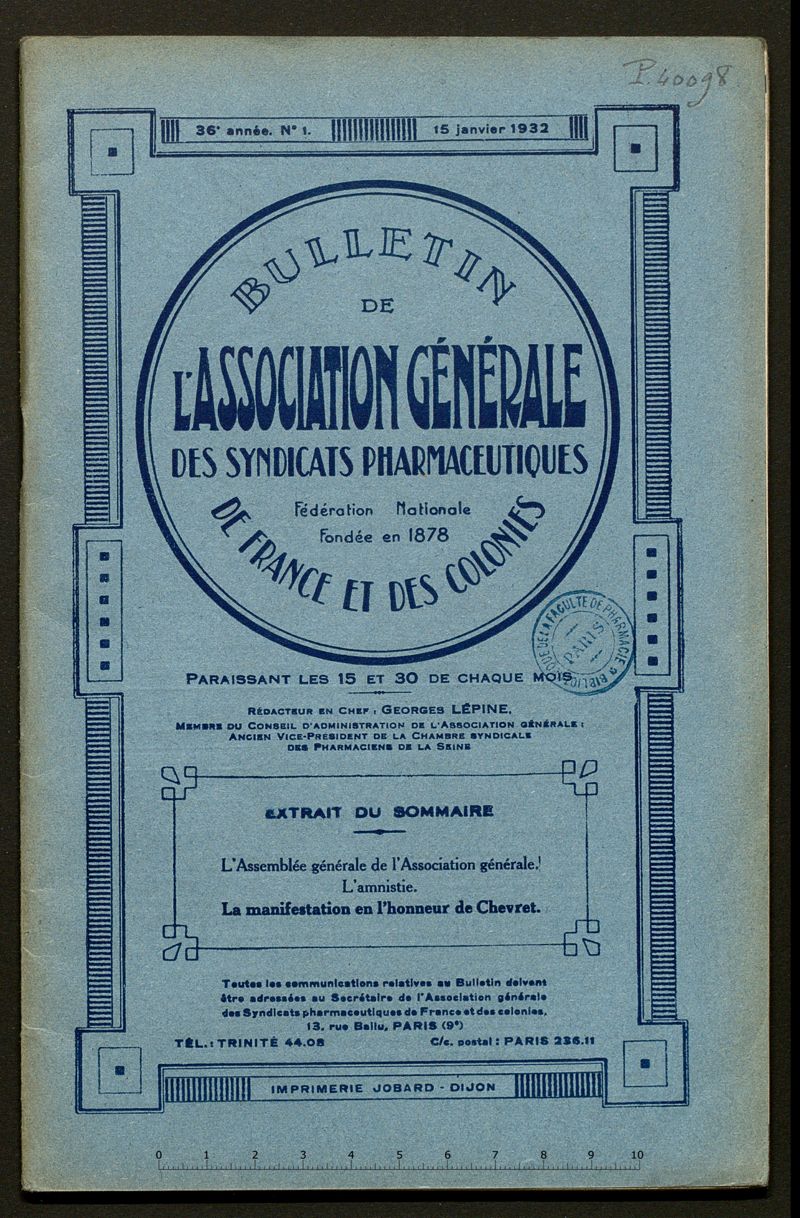 P. 40098
36e année. N° 1. 15 janvier 1932
BULLETIN
DE
L'ASSOCIATION GÉNÉRALE
DES SYNDICATS PHARMACEUTIQUES
Fédération Nationale
Fondée en 1878
DE FRANCE ET DES COLONIES
BIBLIOTHÈQUE DE LA FACULTÉ DE PHARMACIE
PARIS
PARAISSANT LES 15 ET 30 DE CHAQUE MOIS
RÉDACTEUR EN CHEF : GEORGES LÉPINE,
MEMBRE DU CONSEIL D'ADMINISTRATION DE L'ASSOCIATION GÉNÉRALE ;
ANCIEN VICE-PRESIDENT DE LA CHAMBRE SYNDICALE
DES PHARMACIENS DE LA SEINE
EXTRAIT DU SOMMAIRE
L'Assemblée générale de l'Association générale.
L'amnistie.
La manifestation en l'honneur de Chevret.
Toutes les communications relatives au Bulletin doivent
être adressées au Secrétaire de l'Association générale
des Syndicats pharmaceutiques de France et des colonies,
13, rue Ballu, PARIS (9e)
TÉL. : TRINITÉ 44.08 C/c. postal : PARIS 236.11
IMPRIMERIE JOBARD - DIJON
0 1 2 3 4 5 6 7 8 9 10